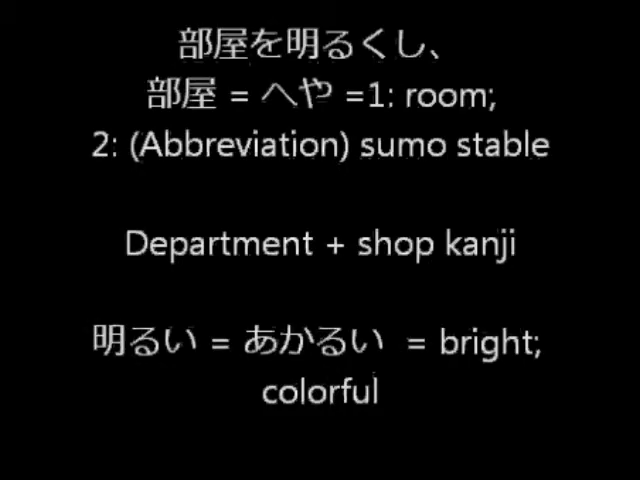 部屋を明るくし、
部屋 = へや =1: room;
2: (Abbreviation) sumo stable
Department + shop kanji
明るい = あかるい = bright;
colorful